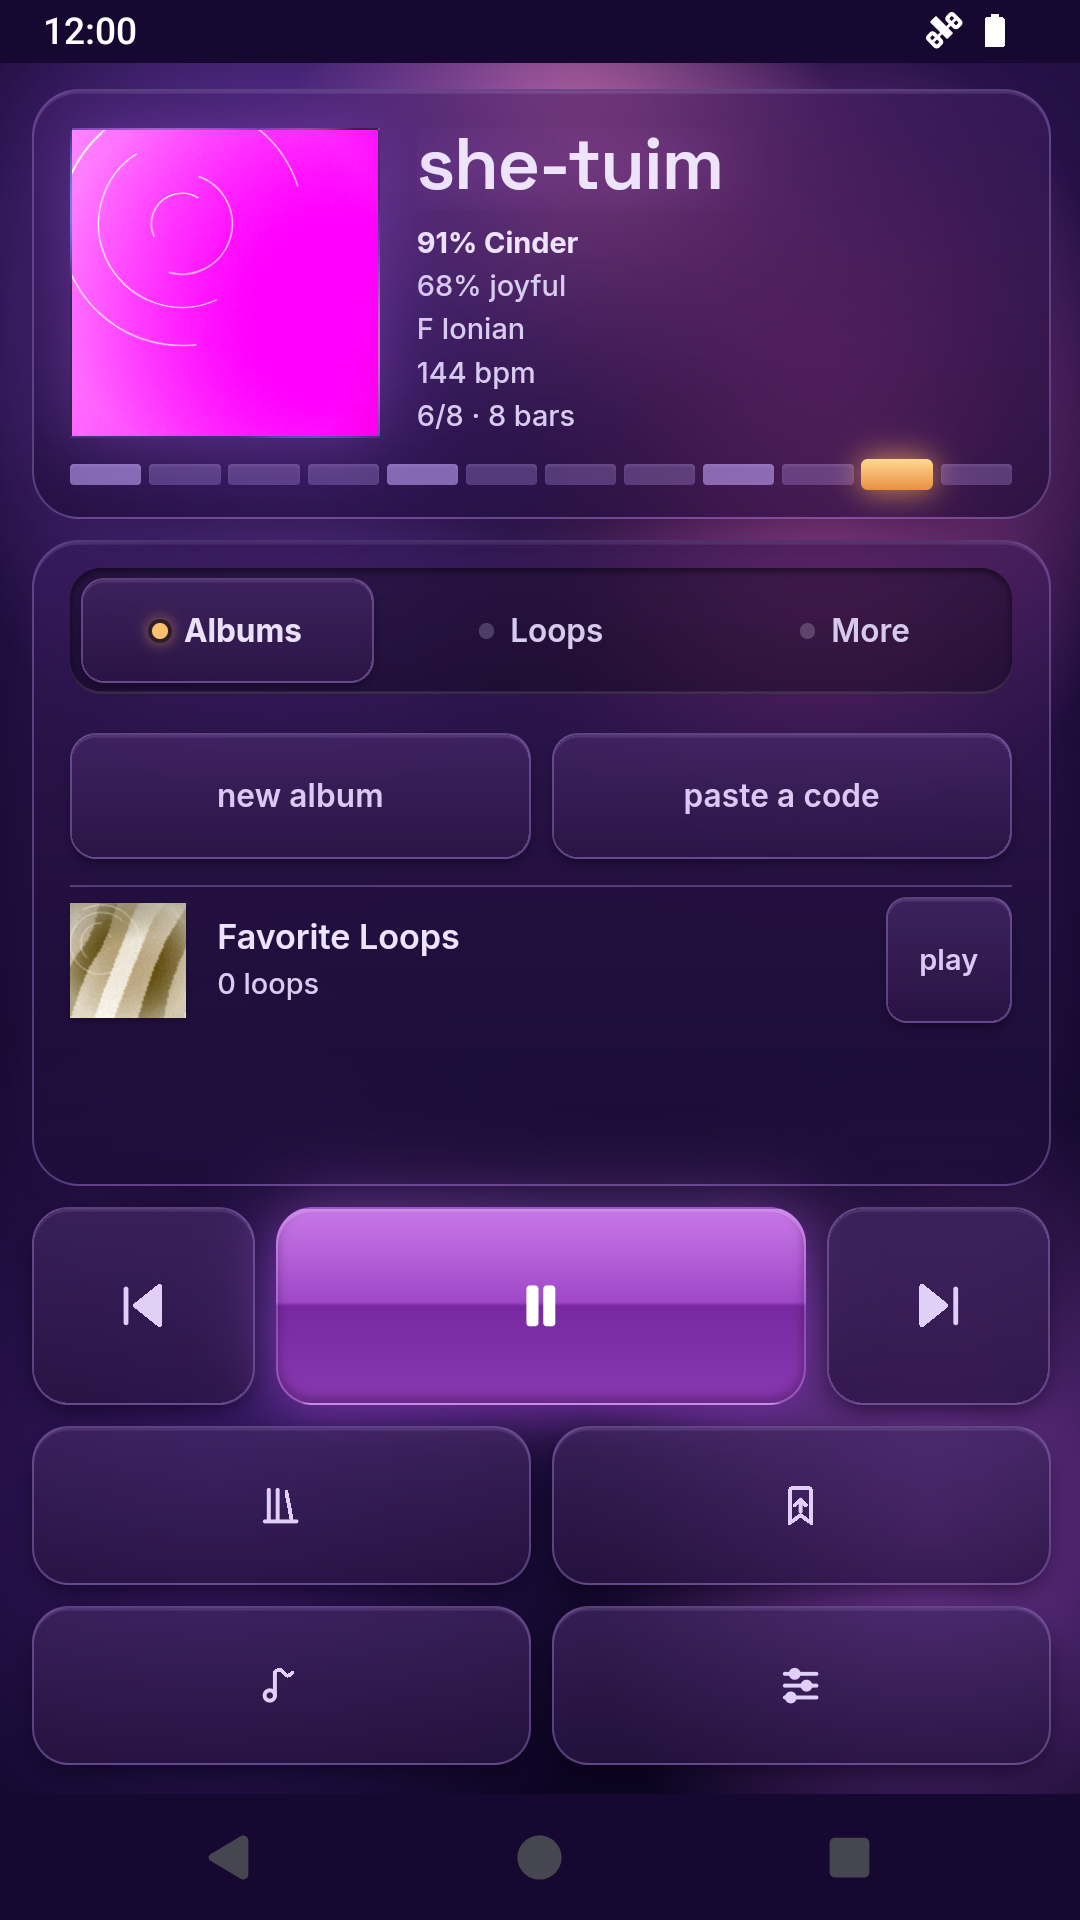 12:00
she-tuim
91% Cinder
68% joyful
F Ionian
144 bpm
6/8 · 8 bars
Albums
Loops
More
new album
paste a code
Favorite Loops
0 loops
play